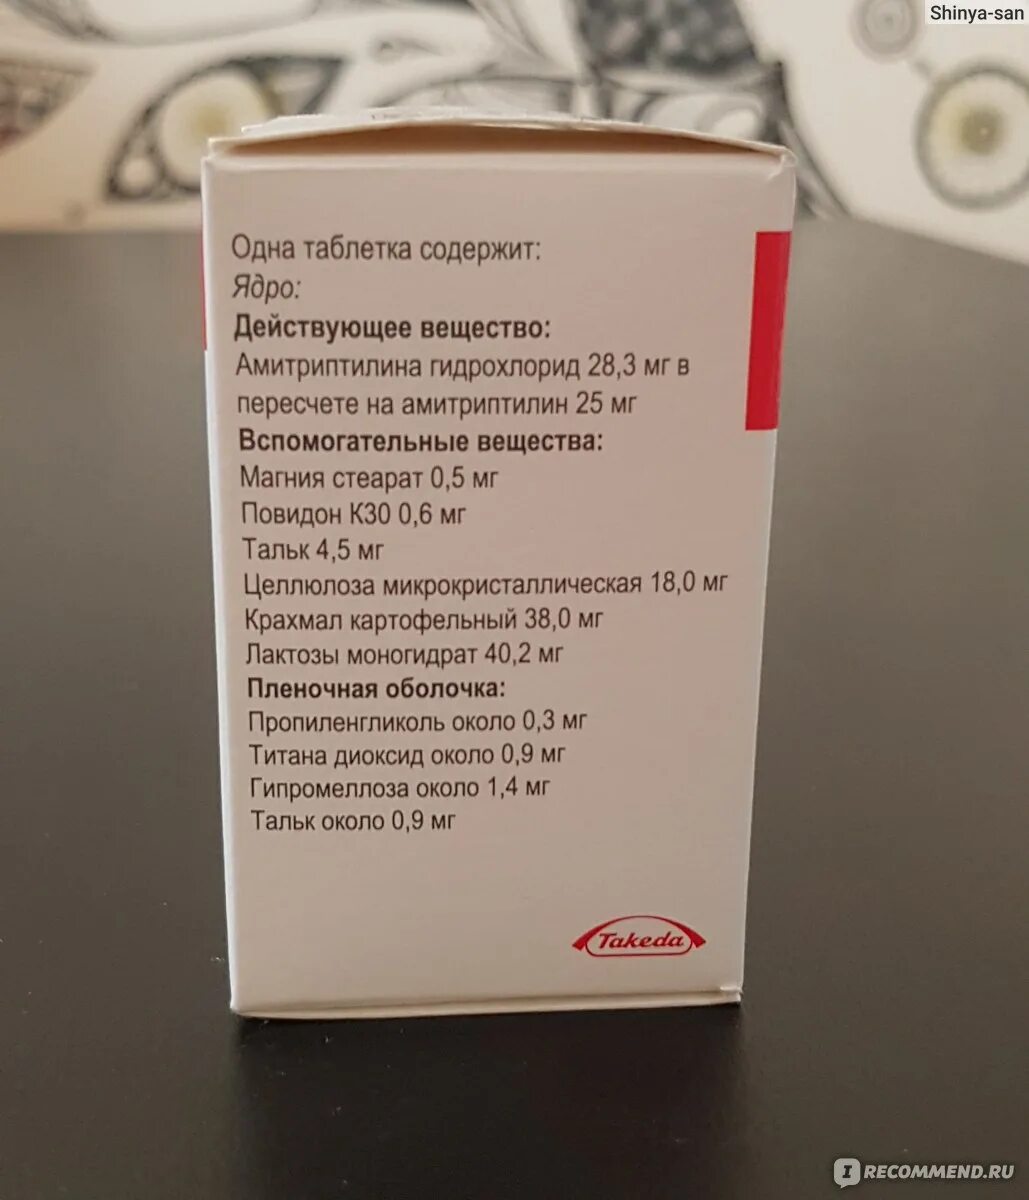 Shinya-san
Одна таблетка содержит:
Ядро:
Действующее вещество:
Амитриптилина гидрохлорид 28,3 мг в
пересчете на амитриптилин 25 мг
Вспомогательные вещества:
Магния стеарат 0,5 мг
Повидон К30 0,6 мг
Тальк 4,5 мг
Целлюлоза микрокристаллическая 18,0 мг
Крахмал картофельный 38,0 мг
Лактозы моногидрат 40,2 мг
Пленочная оболочка:
Пропиленгликоль около 0,3 мг
Титана диоксид около 0,9 мг
Гипромеллоза около 1,4 мг
Тальк около 0,9 мг
Takeda
IRECOMMEND.RU